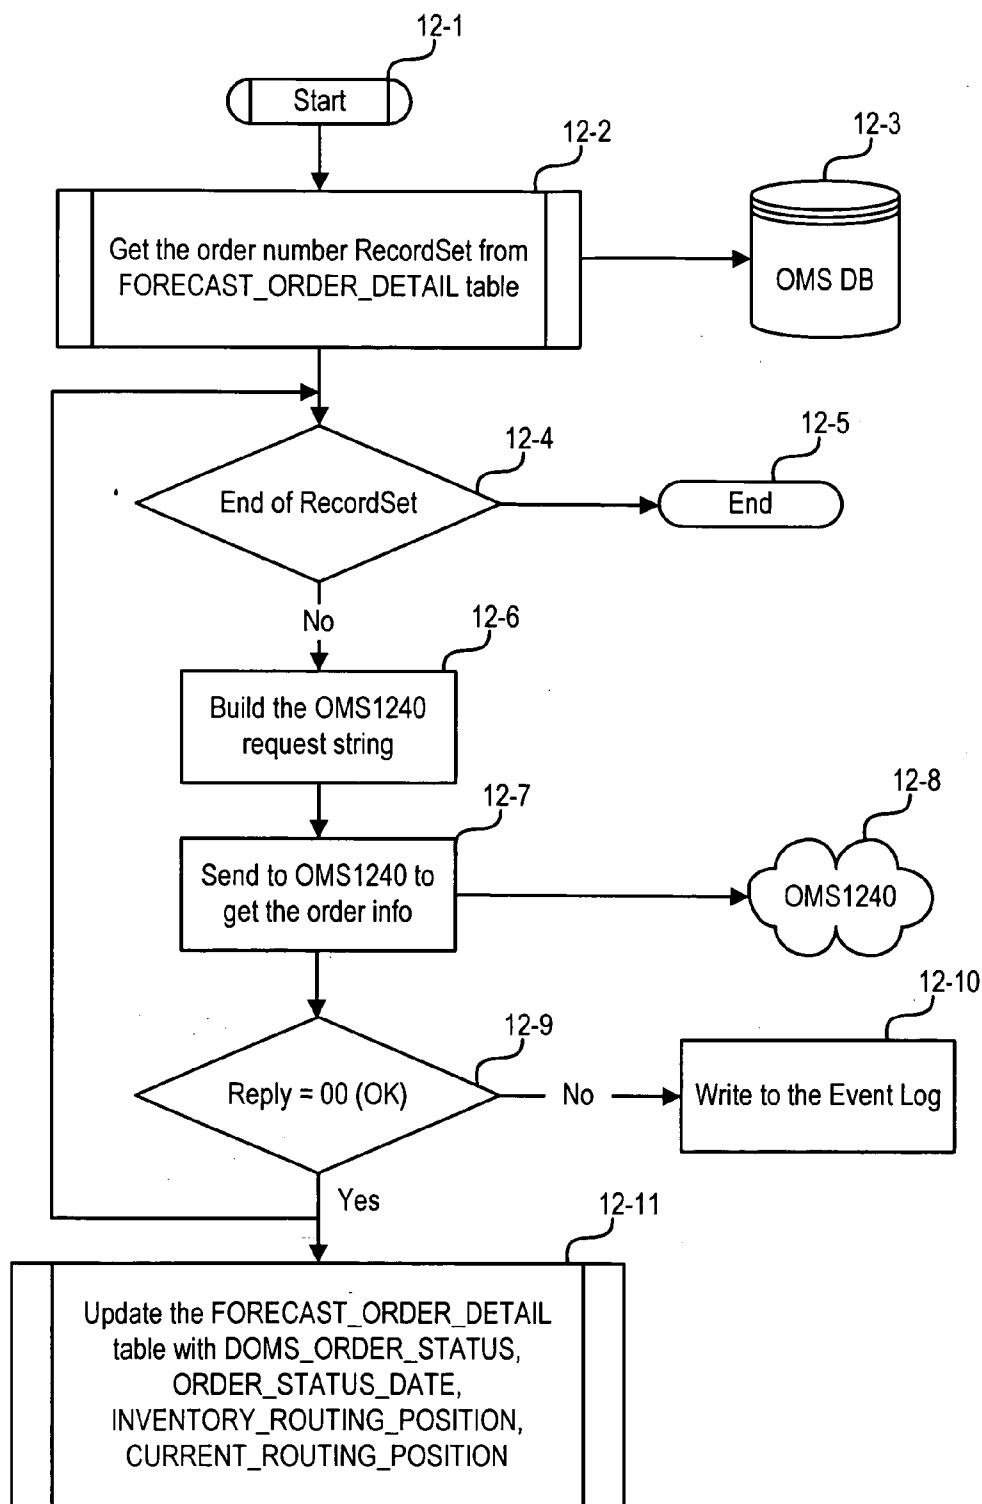 12-1
Start
12-2
12-3
Get the order number RecordSet from
FORECAST_ORDER_DETAIL table
OMS DB
12-4
12-5
End of RecordSet
End
No
12-6
Build the OMS1240
request string
12-7
12-8
Send to OMS1240 to
get the order info
OMS1240
12-9
12-10
Reply = 00 (OK)
No
Write to the Event Log
Yes
12-11
Update the FORECAST_ORDER_DETAIL
table with DOMS_ORDER_STATUS,
ORDER_STATUS_DATE,
INVENTORY_ROUTING_POSITION,
CURRENT_ROUTING_POSITION